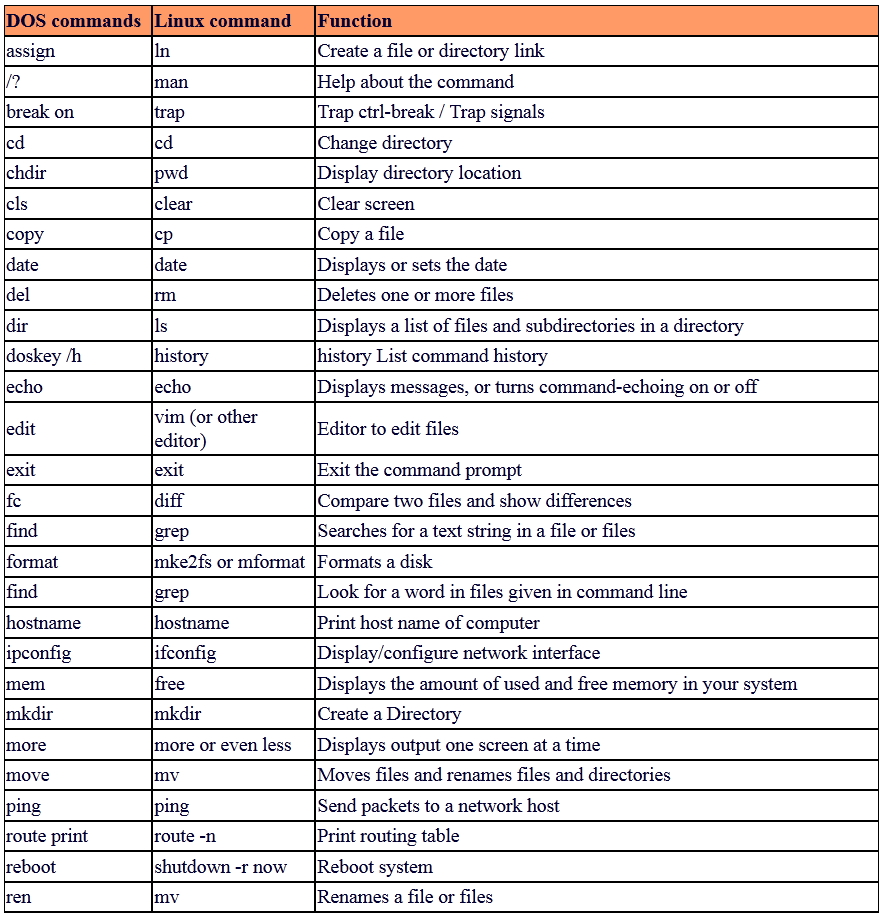 DOS commands Linux command Function
assign ln Create a file or directory link
/? man Help about the command
break on trap Trap ctrl-break / Trap signals
cd cd Change directory
chdir pwd Display directory location
cls clear Clear screen
copy cp Copy a file
date date Displays or sets the date
del rm Deletes one or more files
dir ls Displays a list of files and subdirectories in a directory
doskey /h history history List command history
echo echo Displays messages, or turns command-echoing on or off
edit vim (or other editor) Editor to edit files
exit exit Exit the command prompt
fc diff Compare two files and show differences
find grep Searches for a text string in a file or files
format mke2fs or mformat Formats a disk
find grep Look for a word in files given in command line
hostname hostname Print host name of computer
ipconfig ifconfig Display/configure network interface
mem free Displays the amount of used and free memory in your system
mkdir mkdir Create a Directory
more more or even less Displays output one screen at a time
move mv Moves files and renames files and directories
ping ping Send packets to a network host
route print route -n Print routing table
reboot shutdown -r now Reboot system
ren mv Renames a file or files